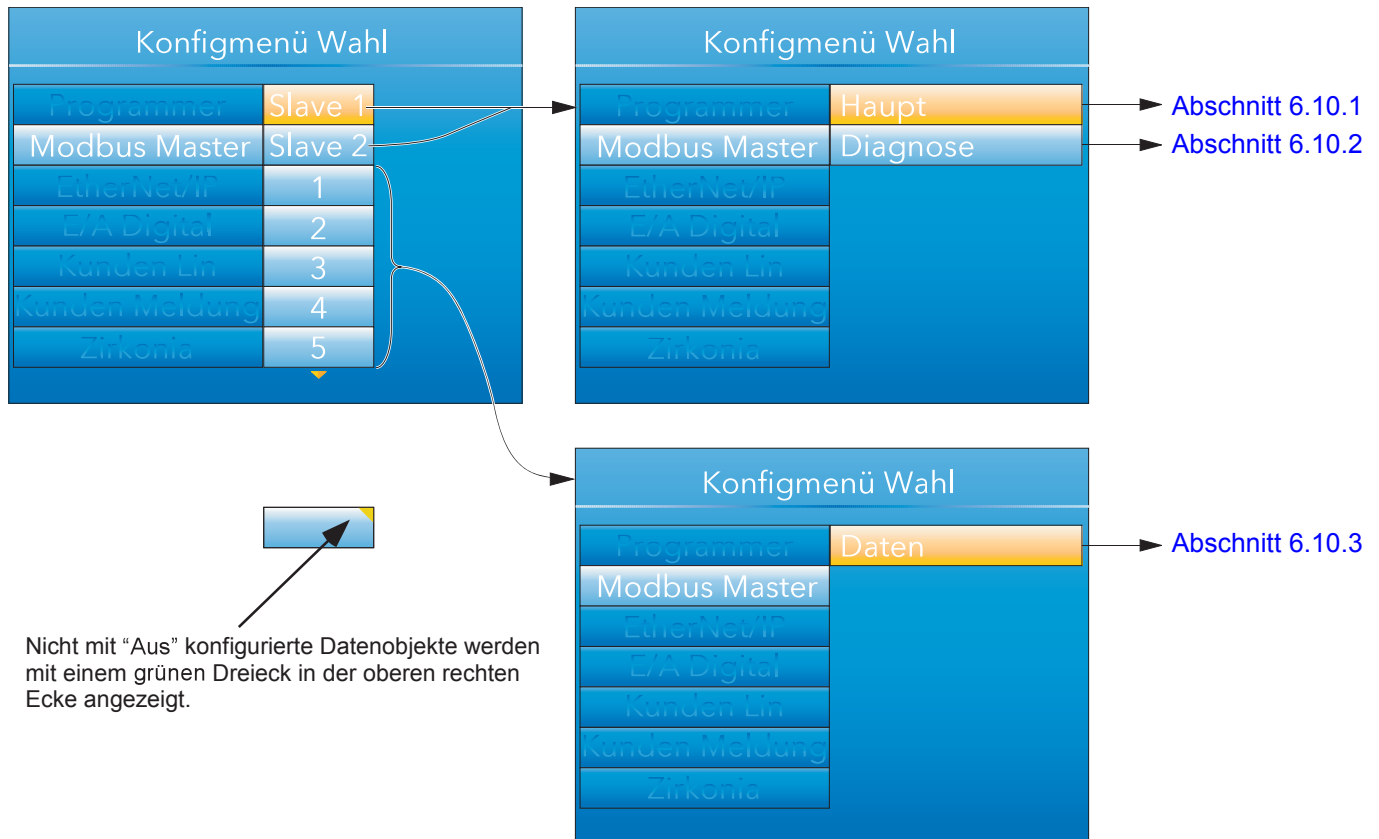 Konfigmenü Wahl
Programmer Slave 1
Modbus Master Slave 2
EtherNet/IP 1
E/A Digital 2
Kunden Lin 3
Kunden Meldung 4
Zirkonia 5
Konfigmenü Wahl
Programmer Haupt
Modbus Master Diagnose
EtherNet/IP
E/A Digital
Kunden Lin
Kunden Meldung
Zirkonia
Abschnitt 6.10.1
Abschnitt 6.10.2
Nicht mit “Aus” konfigurierte Datenobjekte werden
mit einem grünen Dreieck in der oberen rechten
Ecke angezeigt.
Konfigmenü Wahl
Programmer Daten
Modbus Master
EtherNet/IP
E/A Digital
Kunden Lin
Kunden Meldung
Zirkonia
Abschnitt 6.10.3